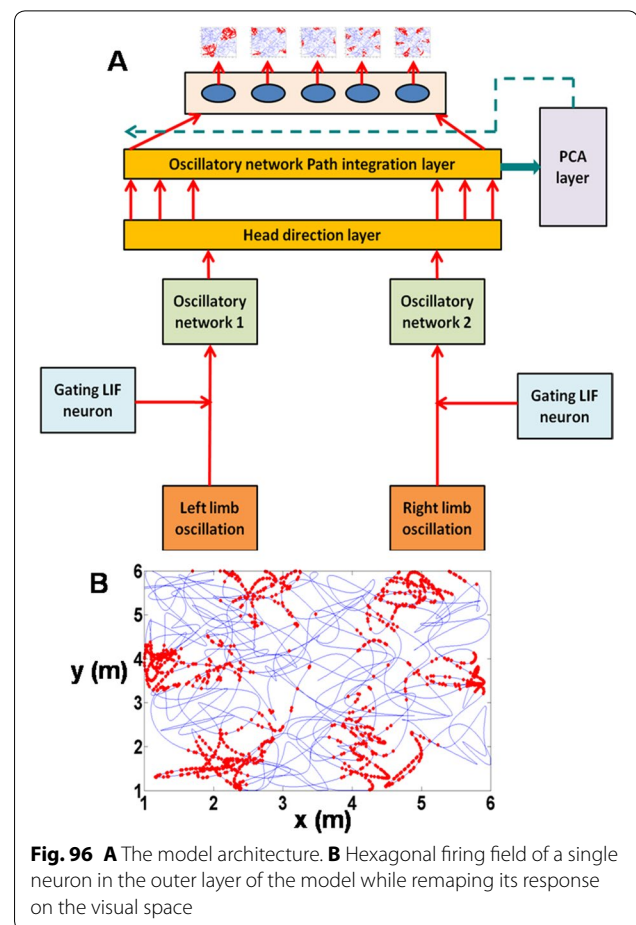 A
Oscillatory network Path integration layer
PCA
layer
Head direction layer
Oscillatory
network 1
Oscillatory
network 2
Gating LIF
neuron
Gating LIF
neuron
Left limb
oscillation
Right limb
oscillation
B
6
5
4
y (m)
3
2
1
1 2 3 4 5 6
x (m)
Fig. 96 A The model architecture. B Hexagonal firing field of a single
neuron in the outer layer of the model while remaping its response
on the visual space